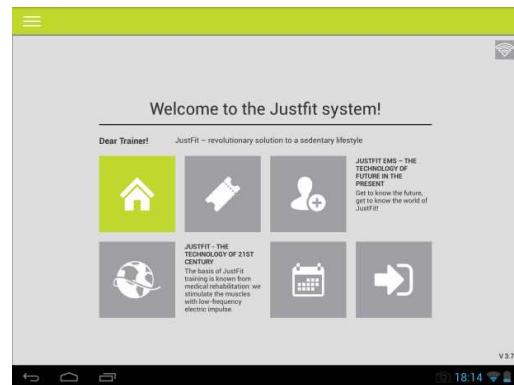 Welcome to the Justfit system!
Dear Trainer! JustFit – revolutionary solution to a sedentary lifestyle
JUSTFIT EMS – THE
TECHNOLOGY OF
FUTURE IN THE
PRESENT
Get to know the future,
get to know the world of
JustFit!
JUSTFIT - THE
TECHNOLOGY OF 21ST
CENTURY
The basis of JustFit
training is known from
medical rehabilitation: we
stimulate the muscles
with low-frequency
electric impulse.
V 3.7
18:14